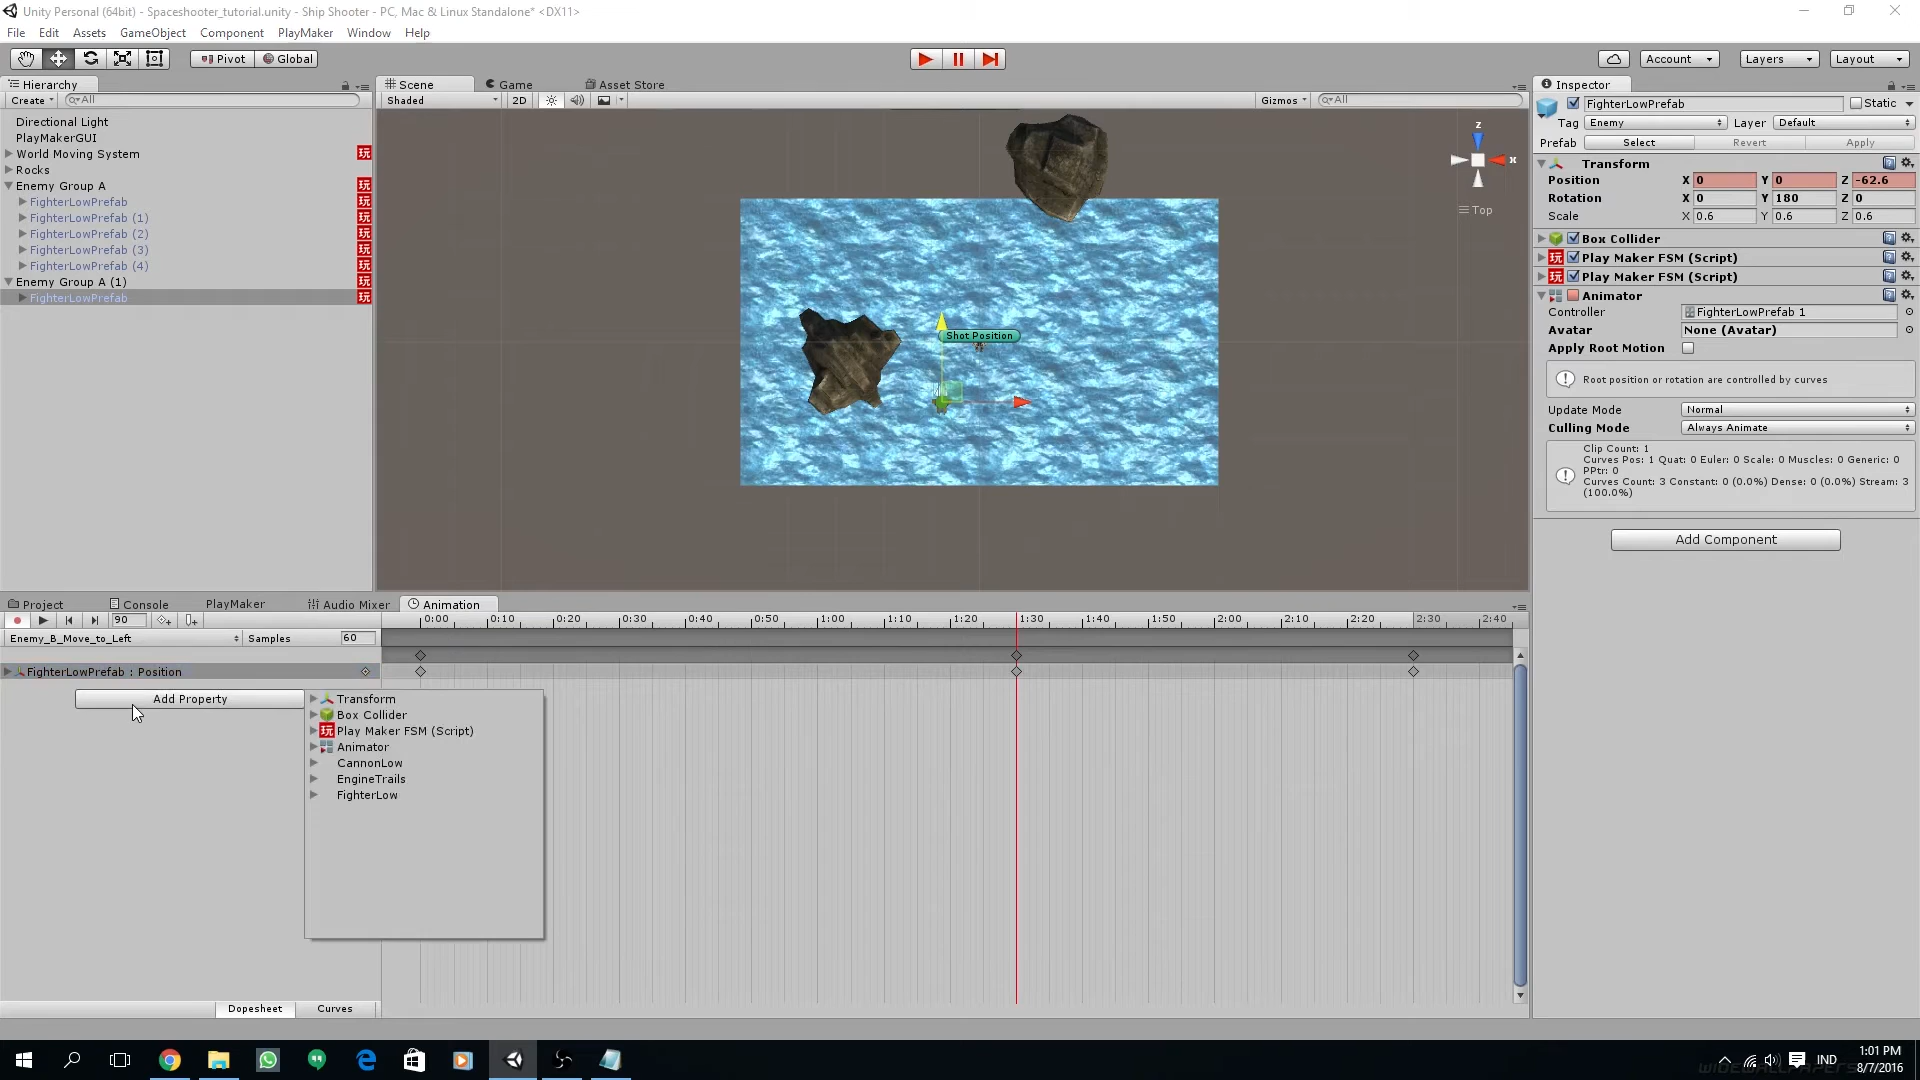 Unity Personal (64bit) - Spaceshooter_tutorial.unity - Ship Shooter - PC, Mac & Linux Standalone* <DX11>
File Edit Assets GameObject Component PlayMaker Window Help
Pivot Global Account Layers Layout
Hierarchy
Create All
Directional Light
PlayMakerGUI
World Moving System
Rocks
Enemy Group A
FighterLowPrefab
FighterLowPrefab (1)
FighterLowPrefab (2)
FighterLowPrefab (3)
FighterLowPrefab (4)
Enemy Group A (1)
FighterLowPrefab
Scene Game Asset Store
Shaded 2D Gizmos All
z
x
Top
Shot Position
Inspector
FighterLowPrefab Static
Tag Enemy Layer Default
Prefab Select Revert Apply
Transform
Position X 0 Y 0 Z -62.6
Rotation X 0 Y 180 Z 0
Scale X 0.6 Y 0.6 Z 0.6
Box Collider
Play Maker FSM (Script)
Play Maker FSM (Script)
Animator
Controller FighterLowPrefab 1
Avatar None (Avatar)
Apply Root Motion
Root position or rotation are controlled by curves
Update Mode Normal
Culling Mode Always Animate
Clip Count: 1
Curves Pos: 1 Quat: 0 Euler: 0 Scale: 0 Muscles: 0 Generic: 0
PPtr: 0
Curves Count: 3 Constant: 0 (0.0%) Dense: 0 (0.0%) Stream: 3
(100.0%)
Add Component
Project Console PlayMaker Audio Mixer Animation
90 0:00 0:10 0:20 0:30 0:40 0:50 1:00 1:10 1:20 1:30 1:40 1:50 2:00 2:10 2:20 2:30 2:40
Enemy_B_Move_to_Left Samples 60
FighterLowPrefab : Position
Add Property
Transform
Box Collider
Play Maker FSM (Script)
Animator
CannonLow
EngineTrails
FighterLow
Dopesheet Curves
IND
1:01 PM
8/7/2016